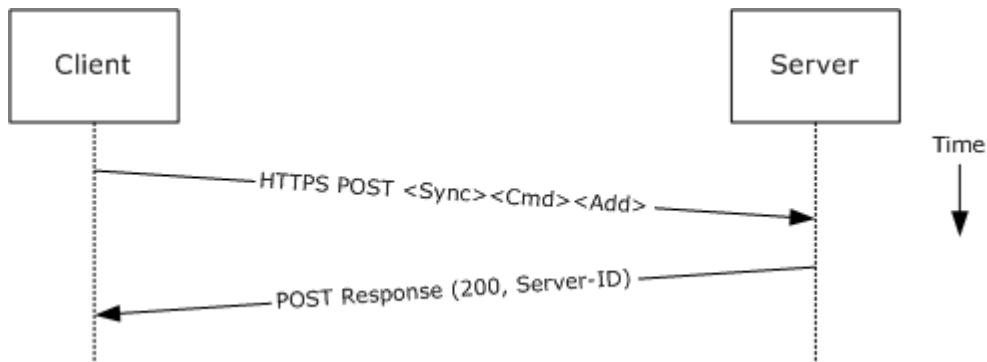 Client
Server
Time
HTTPS POST <Sync><Cmd><Add>
POST Response (200, Server-ID)